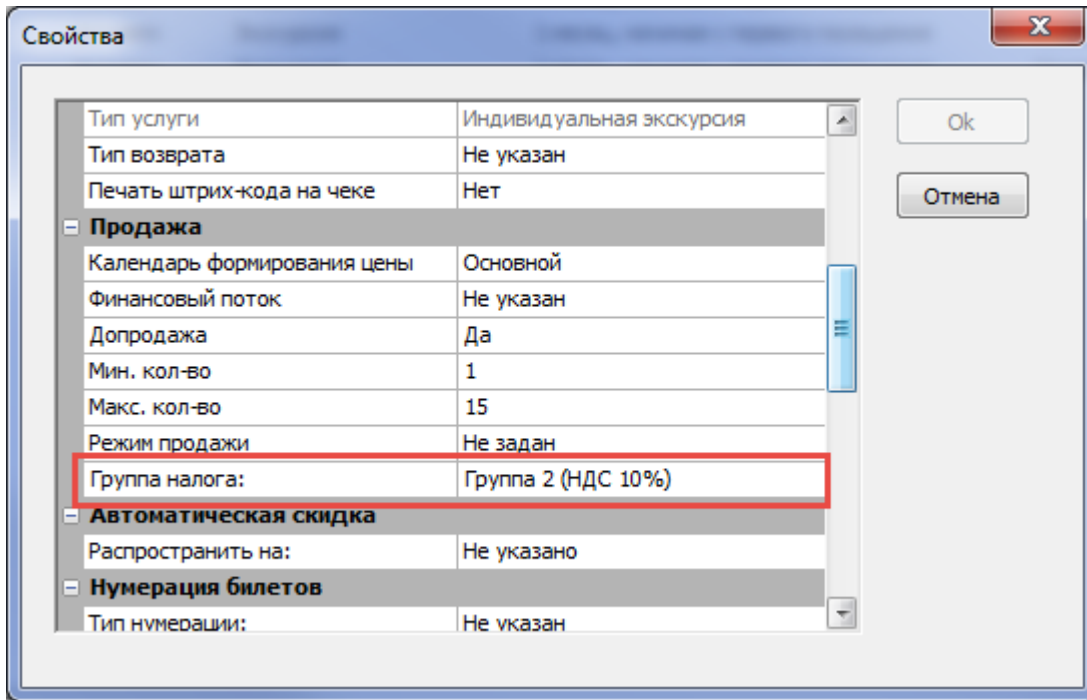 Свойства
Тип услуги Индивидуальная экскурсия
Ok
Тип возврата Не указан
Печать штрих-кода на чеке Нет
Отмена
Продажа
Календарь формирования цены Основной
Финансовый поток Не указан
Допродажа Да
Мин. кол-во 1
Макс. кол-во 15
Режим продажи Не задан
Группа налога: Группа 2 (НДС 10%)
Автоматическая скидка
Распространить на: Не указано
Нумерация билетов
Тип нумерации: Не указан